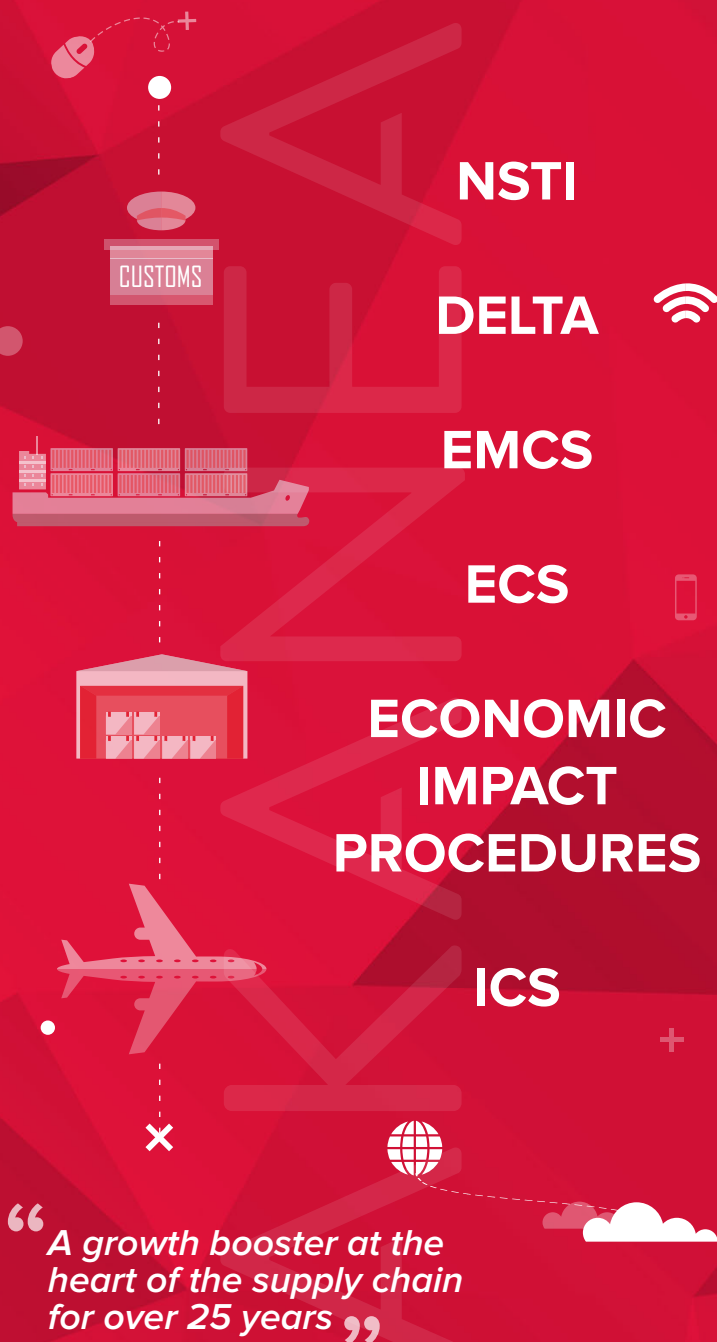 CUSTOMS
NSTI
DELTA
EMCS
ECS
ECONOMIC
IMPACT
PROCEDURES
ICS
“ A growth booster at the
heart of the supply chain
for over 25 years ”